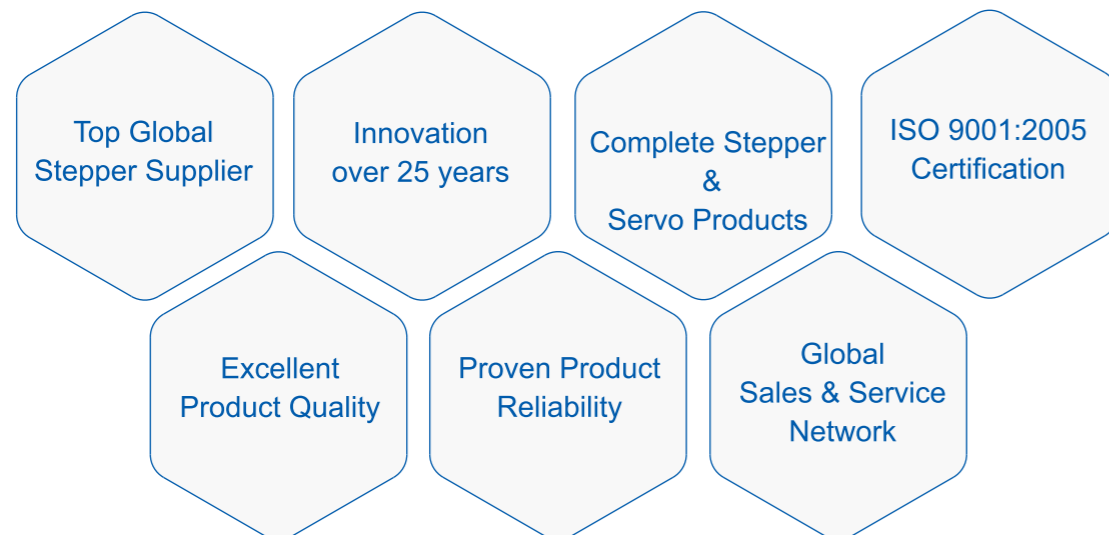 Top Global
Stepper Supplier
Innovation
over 25 years
Complete Stepper
&
Servo Products
ISO 9001:2005
Certification
Excellent
Product Quality
Proven Product
Reliability
Global
Sales & Service
Network